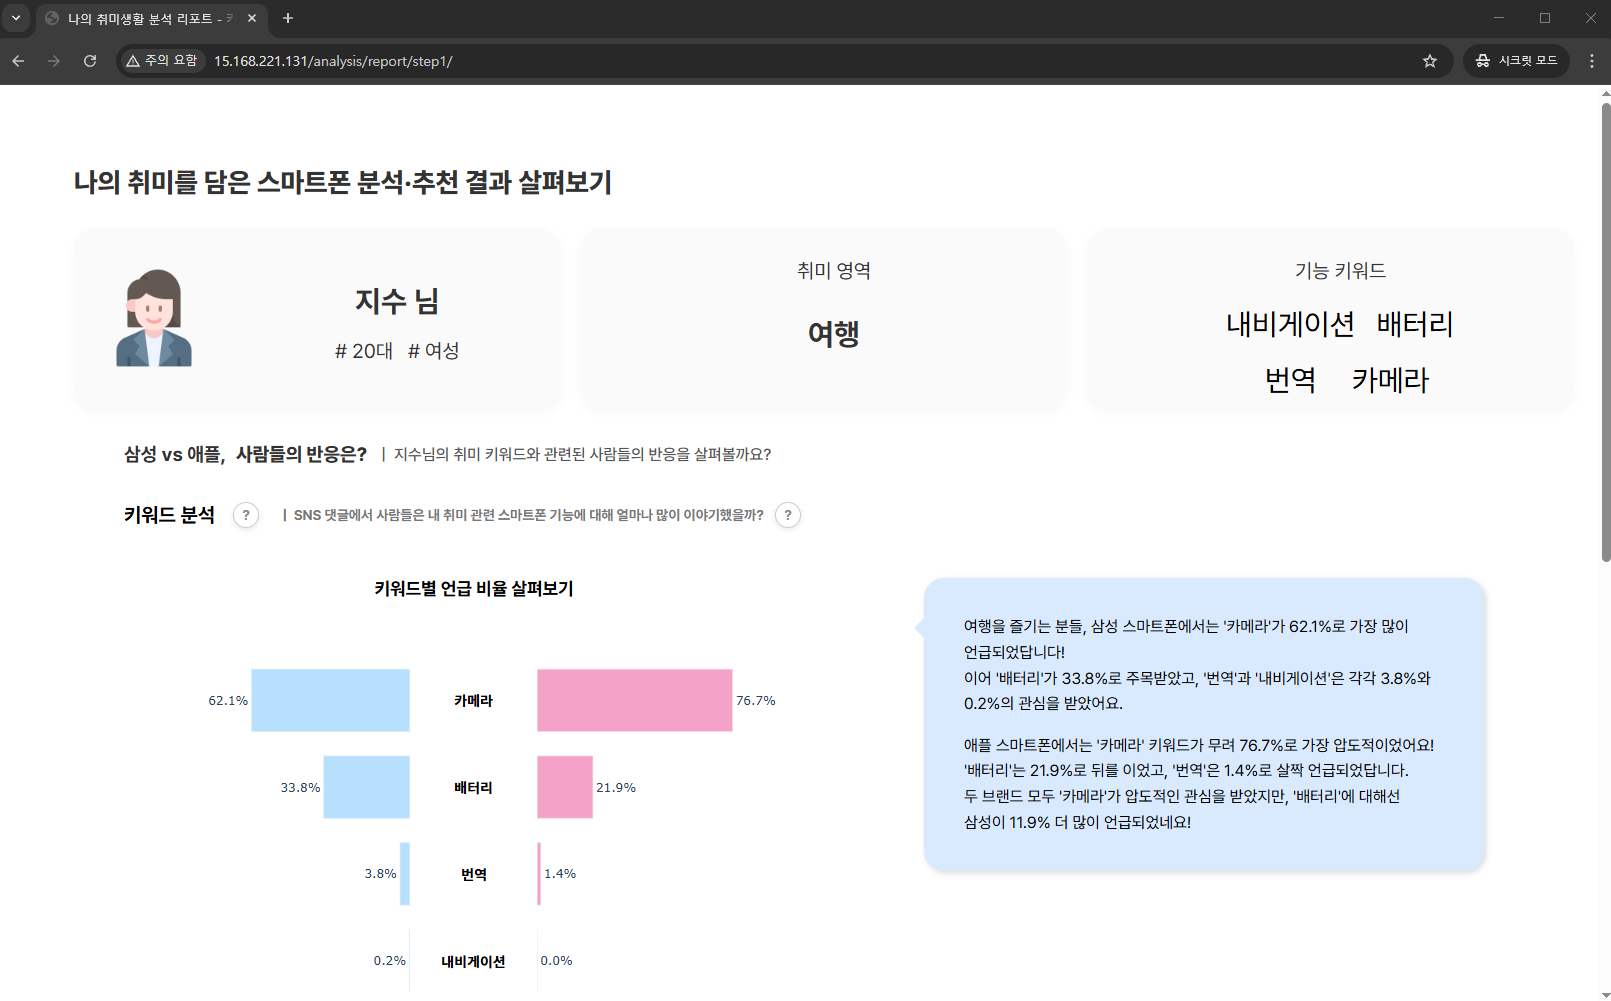 나의 취미생활 분석 리포트 -
주의 요함
15.168.221.131/analysis/report/step1/
시크릿 모드
나의 취미를 담은 스마트폰 분석·추천 결과 살펴보기
지수 님
# 20대 # 여성
취미 영역
여행
기능 키워드
내비게이션 배터리
번역 카메라
삼성 vs 애플, 사람들의 반응은? | 지수님의 취미 키워드와 관련된 사람들의 반응을 살펴볼까요?
키워드 분석 ? | SNS 댓글에서 사람들은 내 취미 관련 스마트폰 기능에 대해 얼마나 많이 이야기했을까? ?
키워드별 언급 비율 살펴보기
62.1% 카메라 76.7%
33.8% 배터리 21.9%
3.8% 번역 1.4%
0.2% 내비게이션 0.0%
여행을 즐기는 분들, 삼성 스마트폰에서는 '카메라'가 62.1%로 가장 많이
언급되었답니다!
이어 '배터리'가 33.8%로 주목받았고, '번역'과 '내비게이션'은 각각 3.8%와
0.2%의 관심을 받았어요.
애플 스마트폰에서는 '카메라' 키워드가 무려 76.7%로 가장 압도적이었어요!
'배터리'는 21.9%로 뒤를 이었고, '번역'은 1.4%로 살짝 언급되었답니다.
두 브랜드 모두 '카메라'가 압도적인 관심을 받았지만, '배터리'에 대해선
삼성이 11.9% 더 많이 언급되었네요!